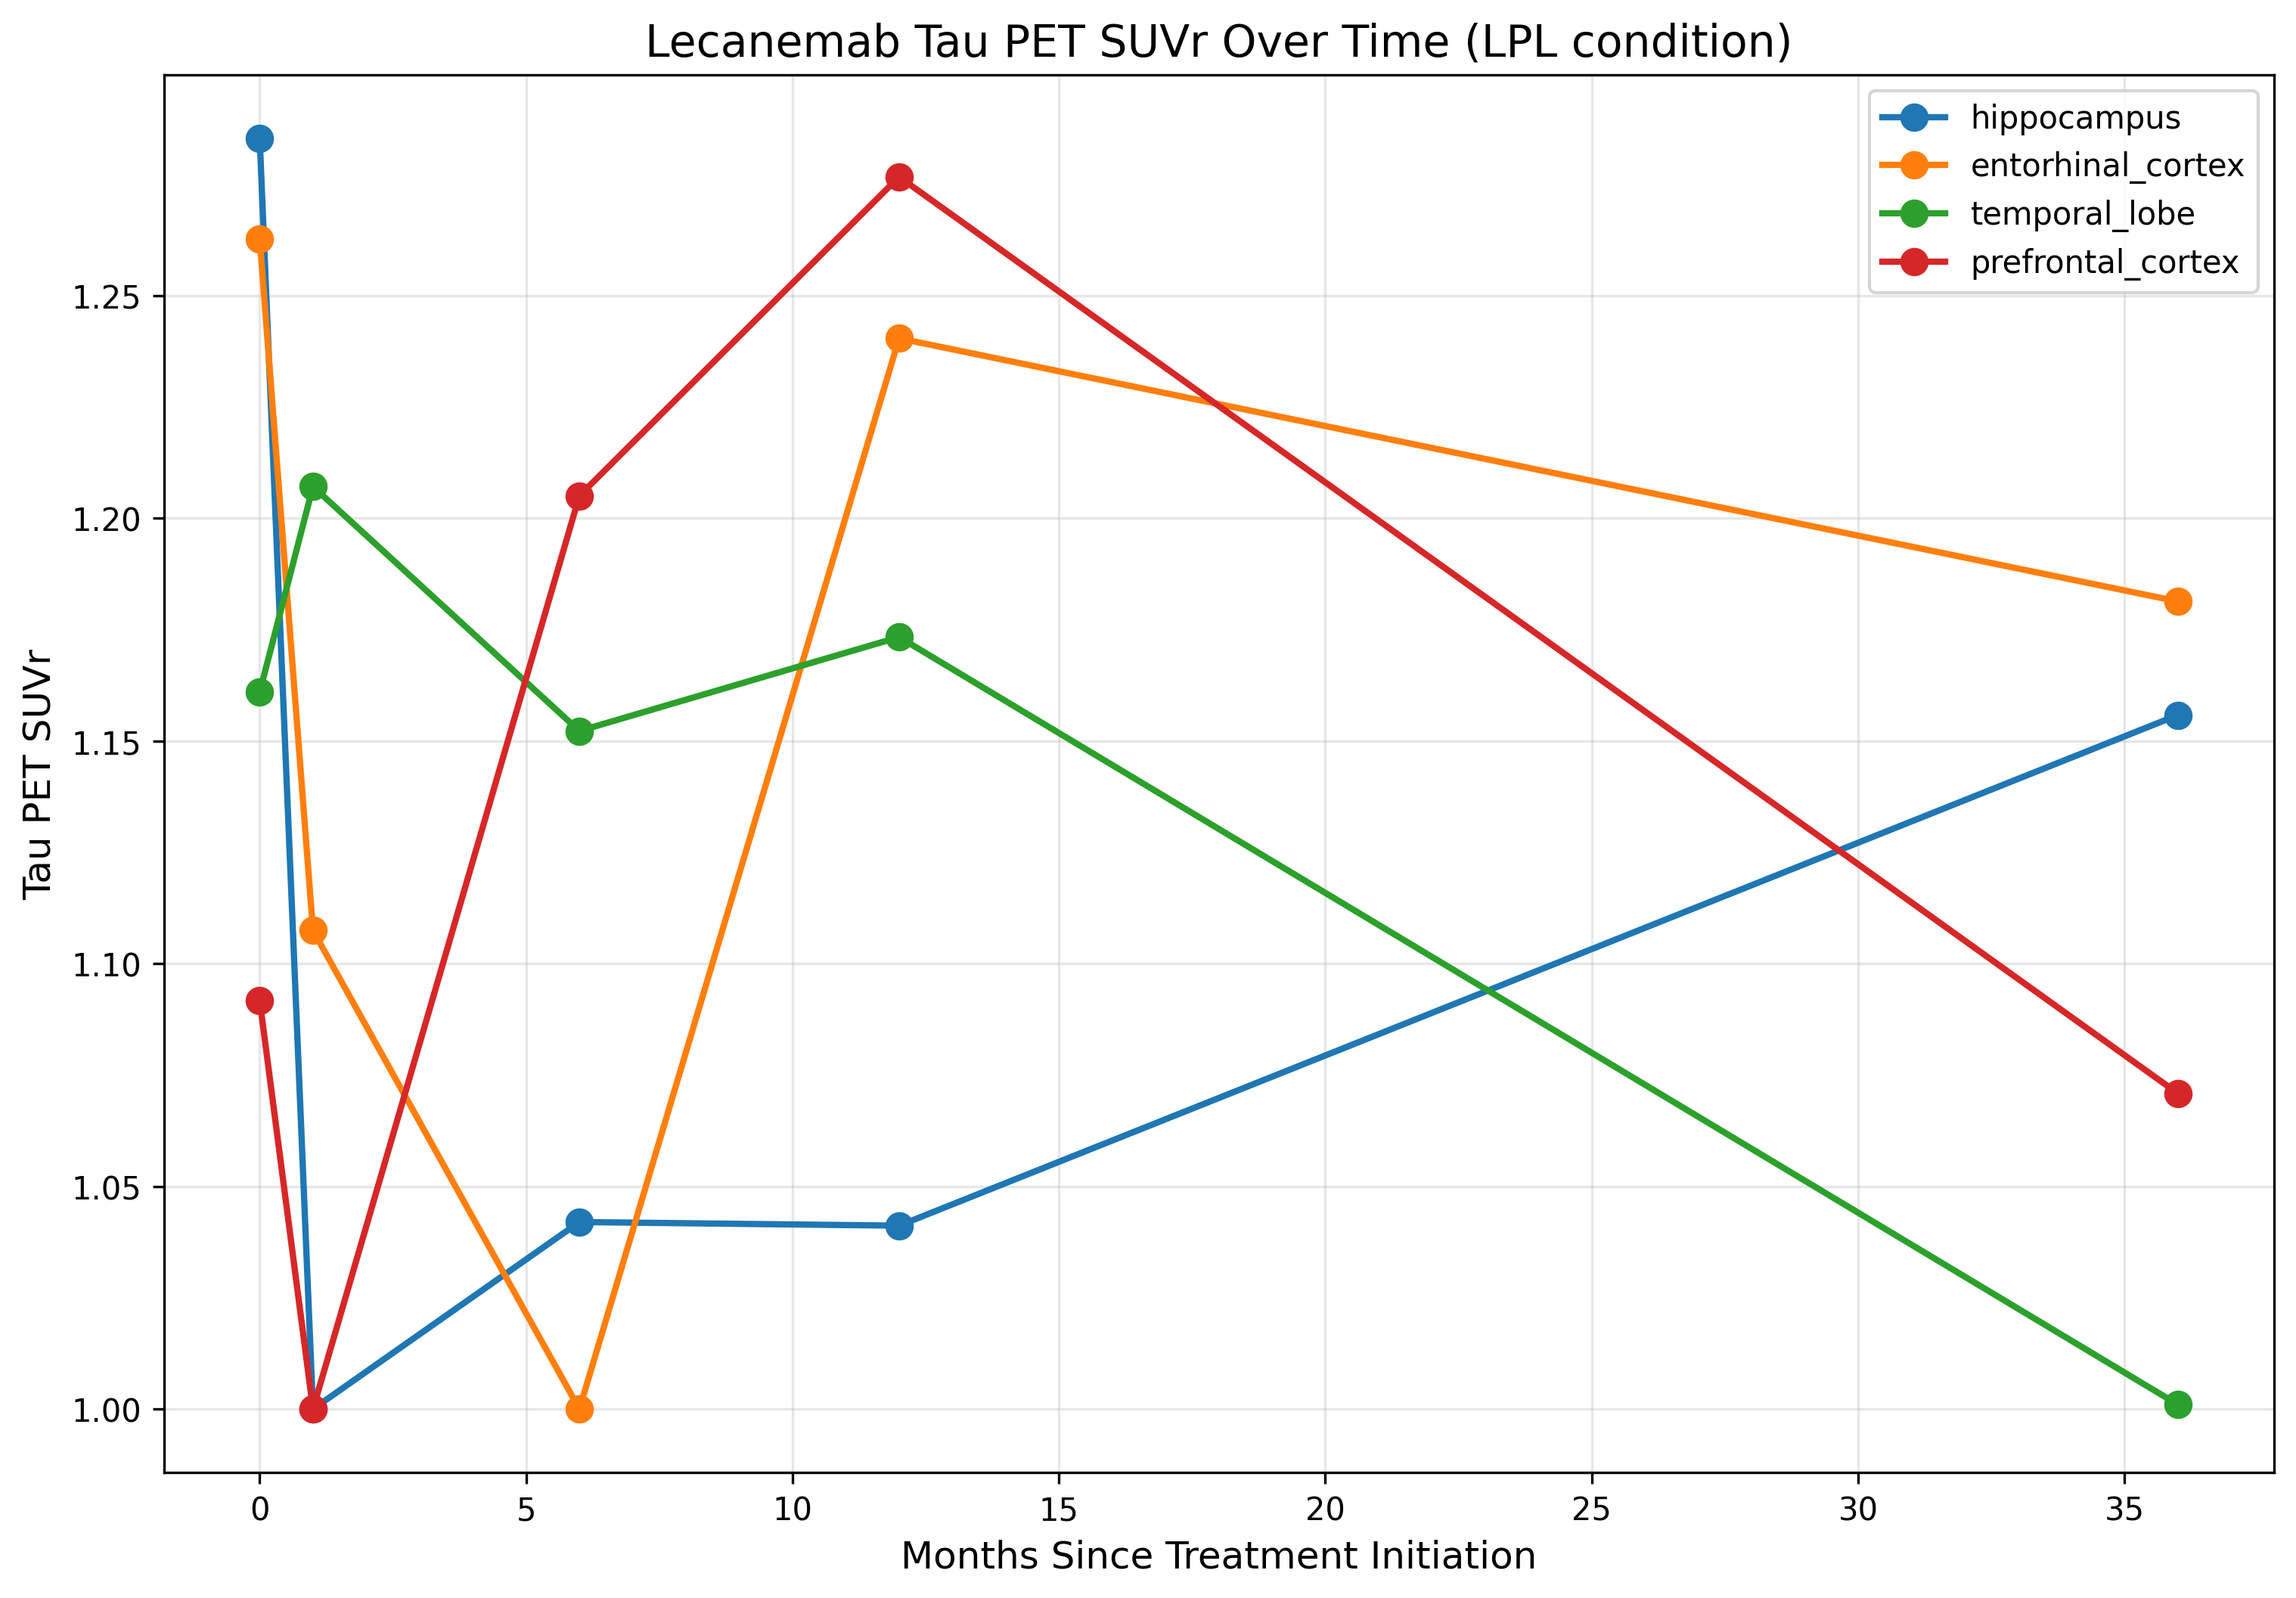 Lecanemab Tau PET SUVr Over Time (LPL condition)
hippocampus
entorhinal_cortex
temporal_lobe
prefrontal_cortex
Tau PET SUVr
1.25
1.20
1.15
1.10
1.05
1.00
0 5 10 15 20 25 30 35
Months Since Treatment Initiation